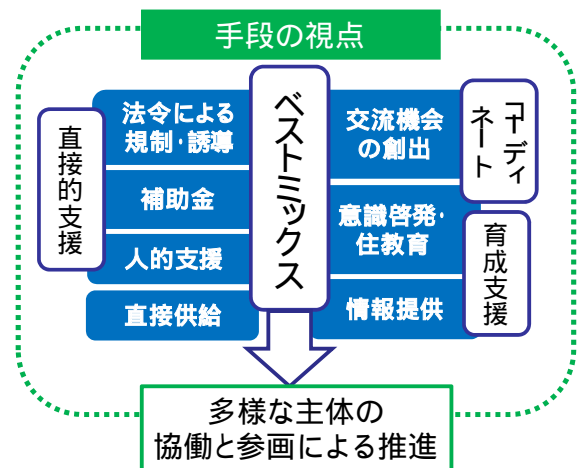 手段の視点
直接的支援
法令による
規制・誘導
補助金
人的支援
直接供給
ベストミックス
交流機会
の創出
意識啓発・
住教育
情報提供
コーディ
ネート
育成支援
多様な主体の
協働と参画による推進